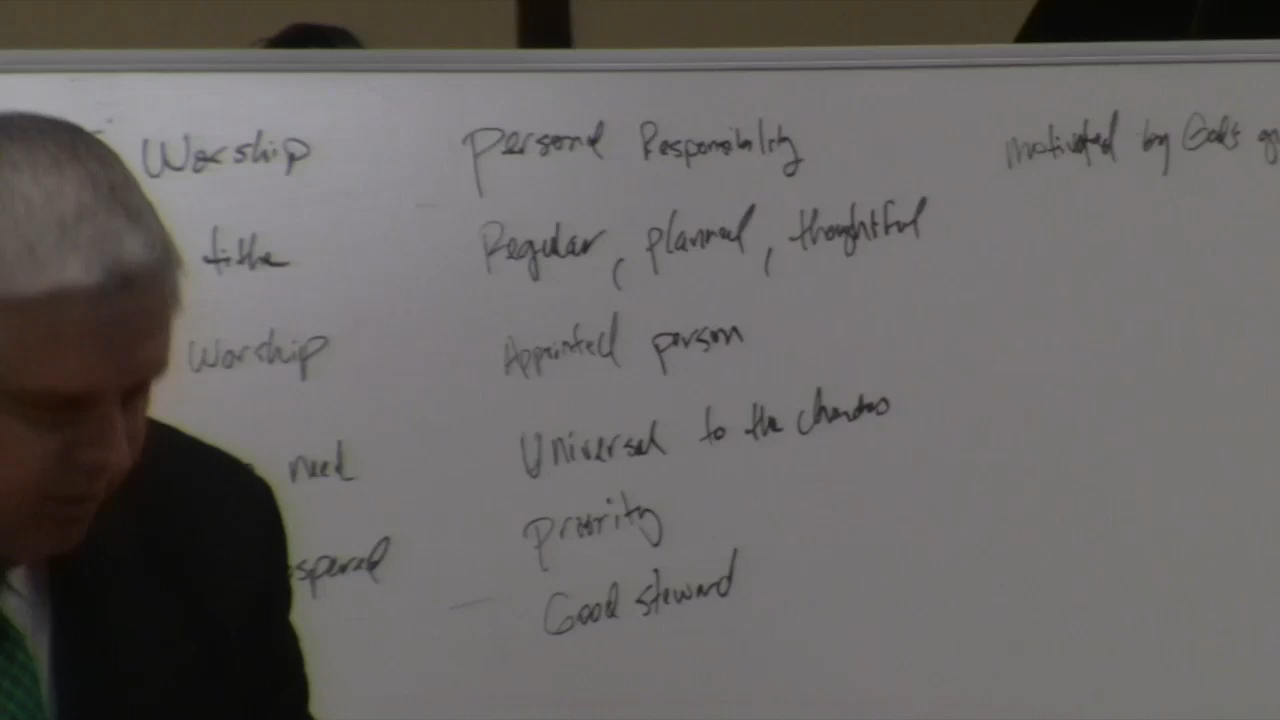 Worship Personal Responsibility motivated by God's
tithe Regular, planned, thoughtful
Worship Appointed person
need Universal to the
spered Priority
Good steward